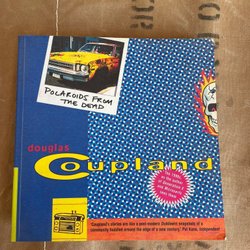 POLAROIDS FROM
THE DEAD
douglas
Coupland
'Coupland's stories are like a post-modern Dubliners: snapshots of a
community huddled around the edge of a new century.' Pat Kane, Independent